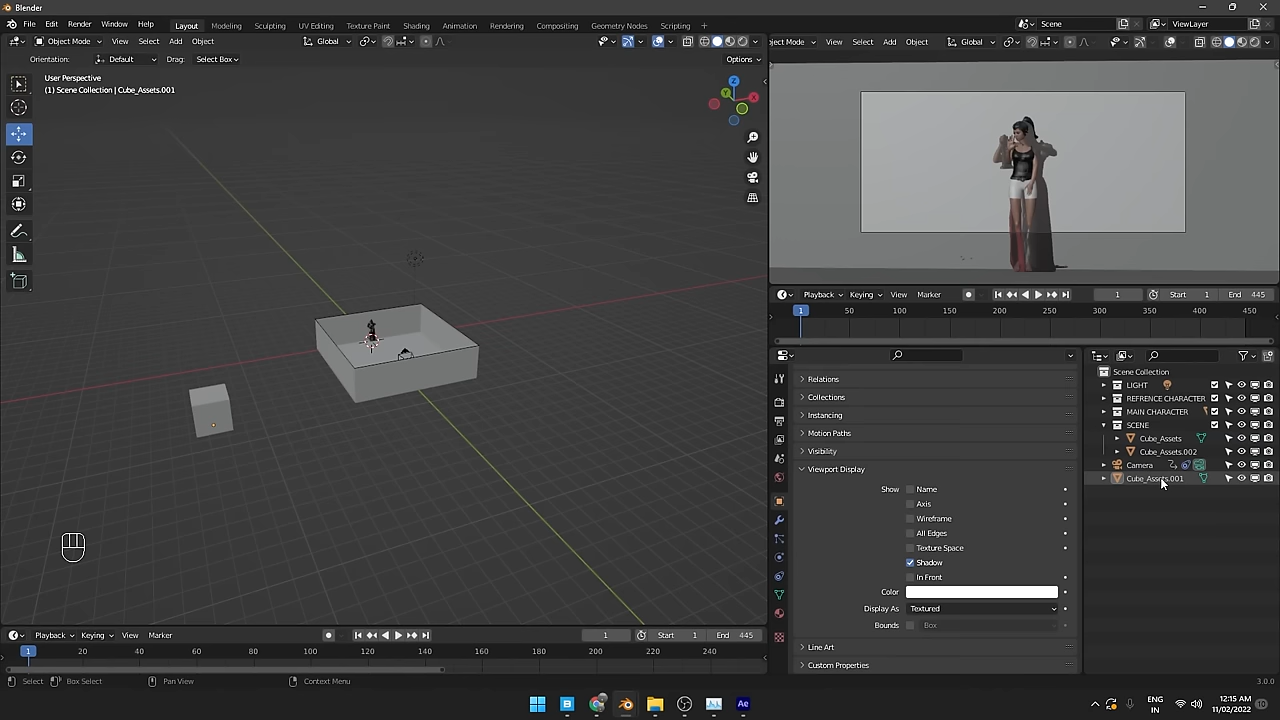 Blender
File Edit Render Window Help Layout Modeling Sculpting UV Editing Texture Paint Shading Animation Rendering Compositing Geometry Nodes Scripting + Scene ViewLayer
Object Mode View Select Add Object Global
Orientation: Default Drag: Select Box Options
User Perspective
(1) Scene Collection | Cube_Assets.001
Z
Y
X
ject Mode View Select Add Object Global
Playback Keying View Marker 1 Start 1 End 445
1 50 100 150 200 250 300 350 400 450
Relations
Collections
Instancing
Motion Paths
Visibility
Viewport Display
Show Name
Axis
Wireframe
All Edges
Texture Space
Shadow
In Front
Color
Display As Textured
Bounds Box
Line Art
Custom Properties
Scene Collection
LIGHT
REFRENCE CHARACTER
MAIN CHARACTER
SCENE
Cube_Assets
Cube_Assets.002
Camera
Cube_Assets.001
Playback Keying View Marker 1 Start 1 End 445
1 20 40 60 80 100 120 140 160 180 200 220 240
Select Box Select Pan View Context Menu 3.0.0
B Ae ENG IN 12:15 AM 11/02/2022